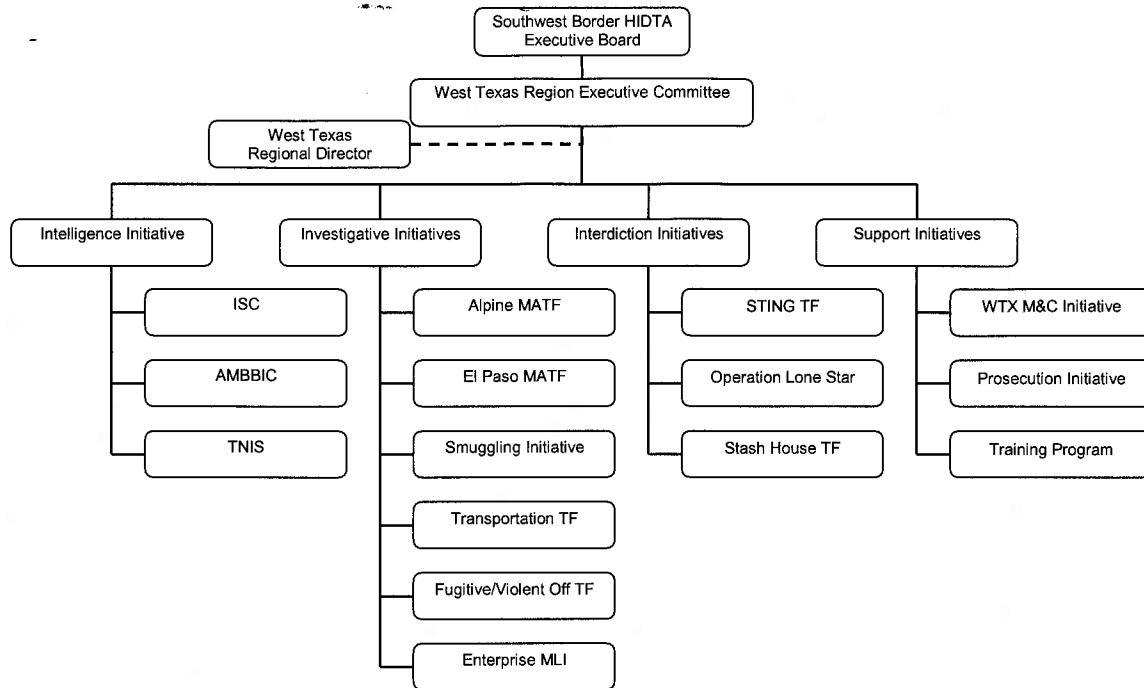 Southwest Border HIDTA
Executive Board
West Texas Region Executive Committee
West Texas
Regional Director
Intelligence Initiative
Investigative Initiatives
Interdiction Initiatives
Support Initiatives
ISC
AMBBIC
TNIS
Alpine MATF
El Paso MATF
Smuggling Initiative
Transportation TF
Fugitive/Violent Off TF
Enterprise MLI
STING TF
Operation Lone Star
Stash House TF
WTX M&C Initiative
Prosecution Initiative
Training Program